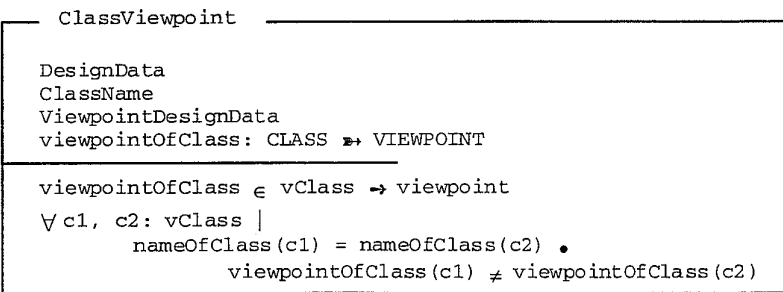 ClassViewpoint
DesignData
ClassName
ViewpointDesignData
viewpointOfClass: CLASS ⤀ VIEWPOINT
viewpointOfClass ∈ vClass → viewpoint
∀ c1, c2: vClass |
nameOfClass(c1) = nameOfClass(c2) •
viewpointOfClass(c1) ≠ viewpointOfClass(c2)